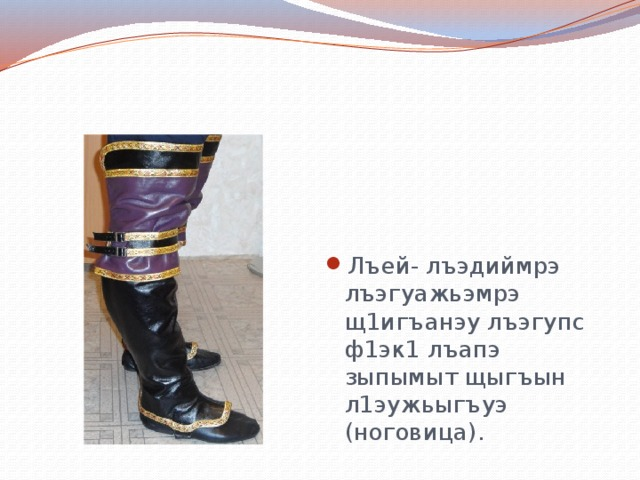 Лъей- лъэдиймрэ
лъэгуажьэмрэ
щ1игъанэу лъэгупс
ф1эк1 лъапэ
зыпымыт щыгъын
л1эужьыгъуэ
(ноговица).